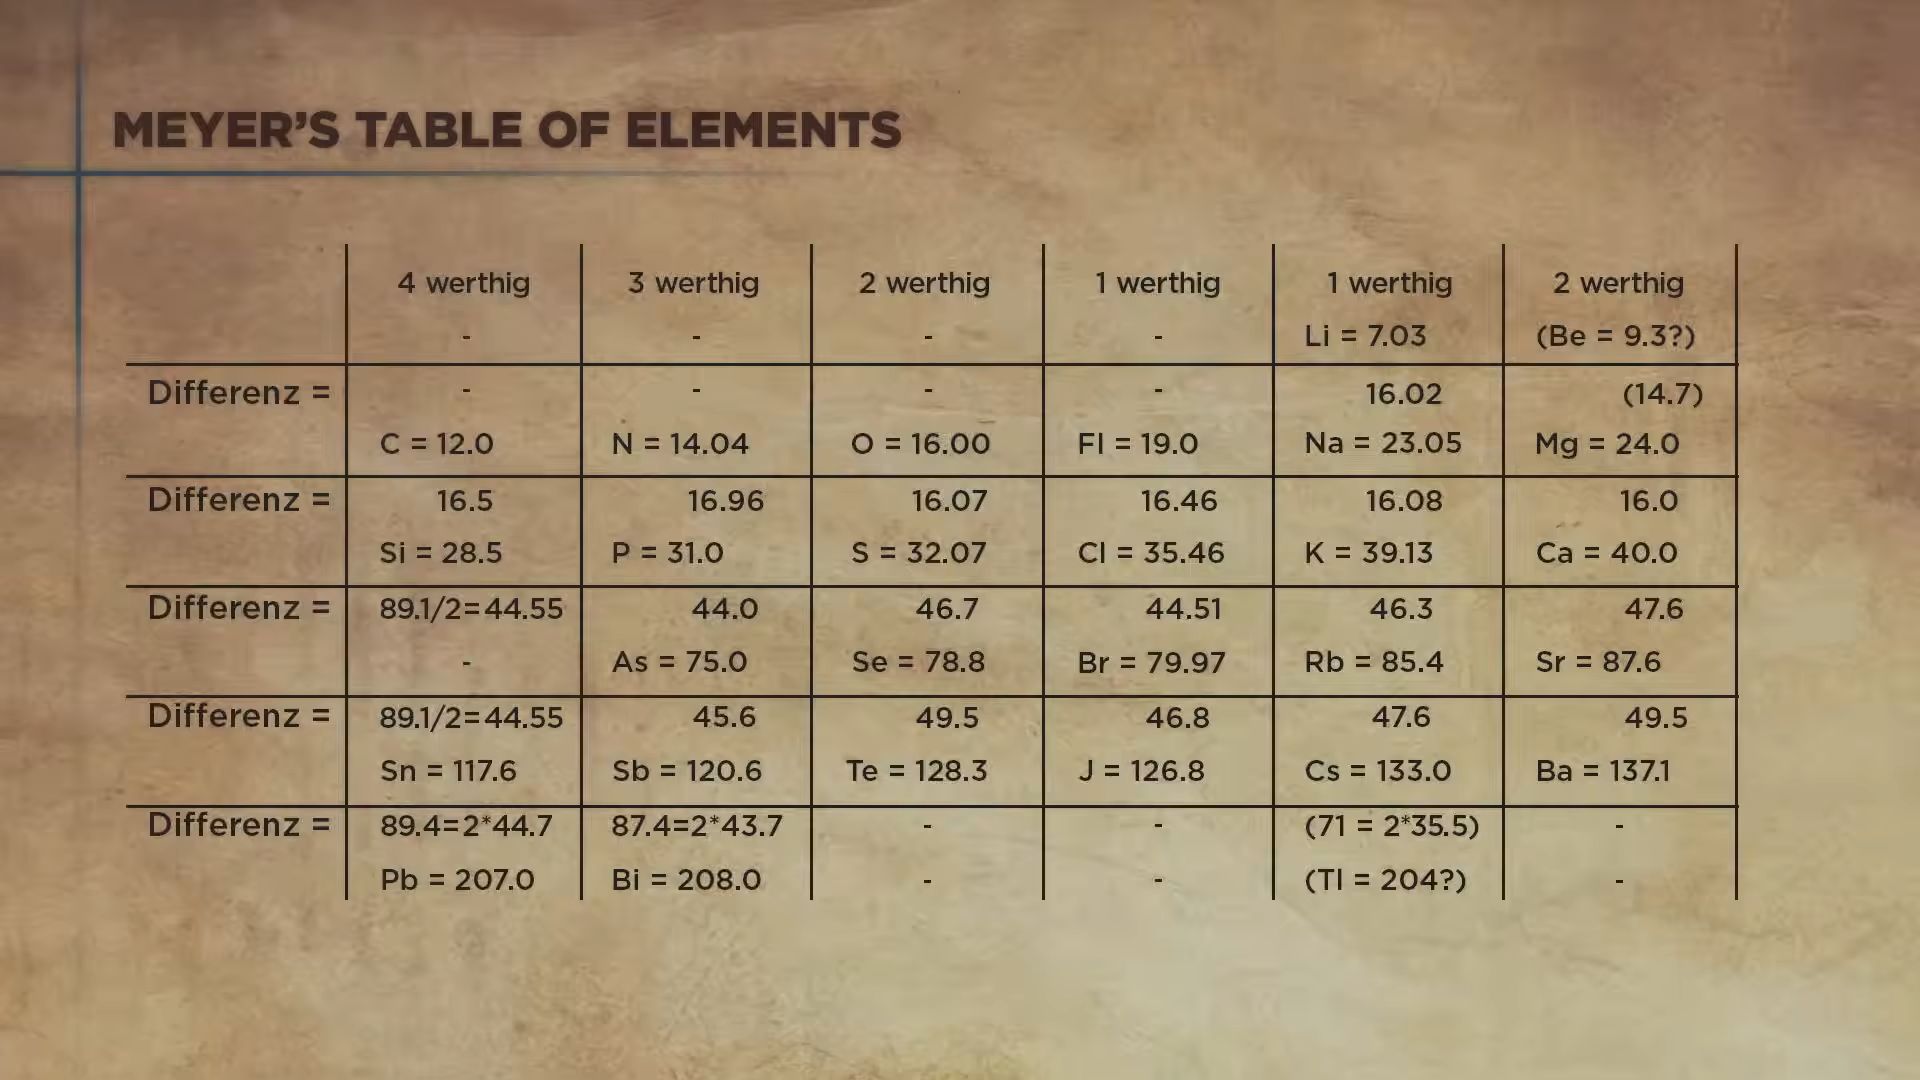 MEYER'S TABLE OF ELEMENTS
4 werthig 3 werthig 2 werthig 1 werthig 1 werthig 2 werthig
- - - - Li = 7.03 (Be = 9.3?)
Differenz = - - - - 16.02 (14.7)
C = 12.0 N = 14.04 O = 16.00 Fl = 19.0 Na = 23.05 Mg = 24.0
Differenz = 16.5 16.96 16.07 16.46 16.08 16.0
Si = 28.5 P = 31.0 S = 32.07 Cl = 35.46 K = 39.13 Ca = 40.0
Differenz = 89.1/2=44.55 44.0 46.7 44.51 46.3 47.6
- As = 75.0 Se = 78.8 Br = 79.97 Rb = 85.4 Sr = 87.6
Differenz = 89.1/2=44.55 45.6 49.5 46.8 47.6 49.5
Sn = 117.6 Sb = 120.6 Te = 128.3 J = 126.8 Cs = 133.0 Ba = 137.1
Differenz = 89.4=2*44.7 87.4=2*43.7 - - (71 = 2*35.5) -
Pb = 207.0 Bi = 208.0 - - (Tl = 204?) -